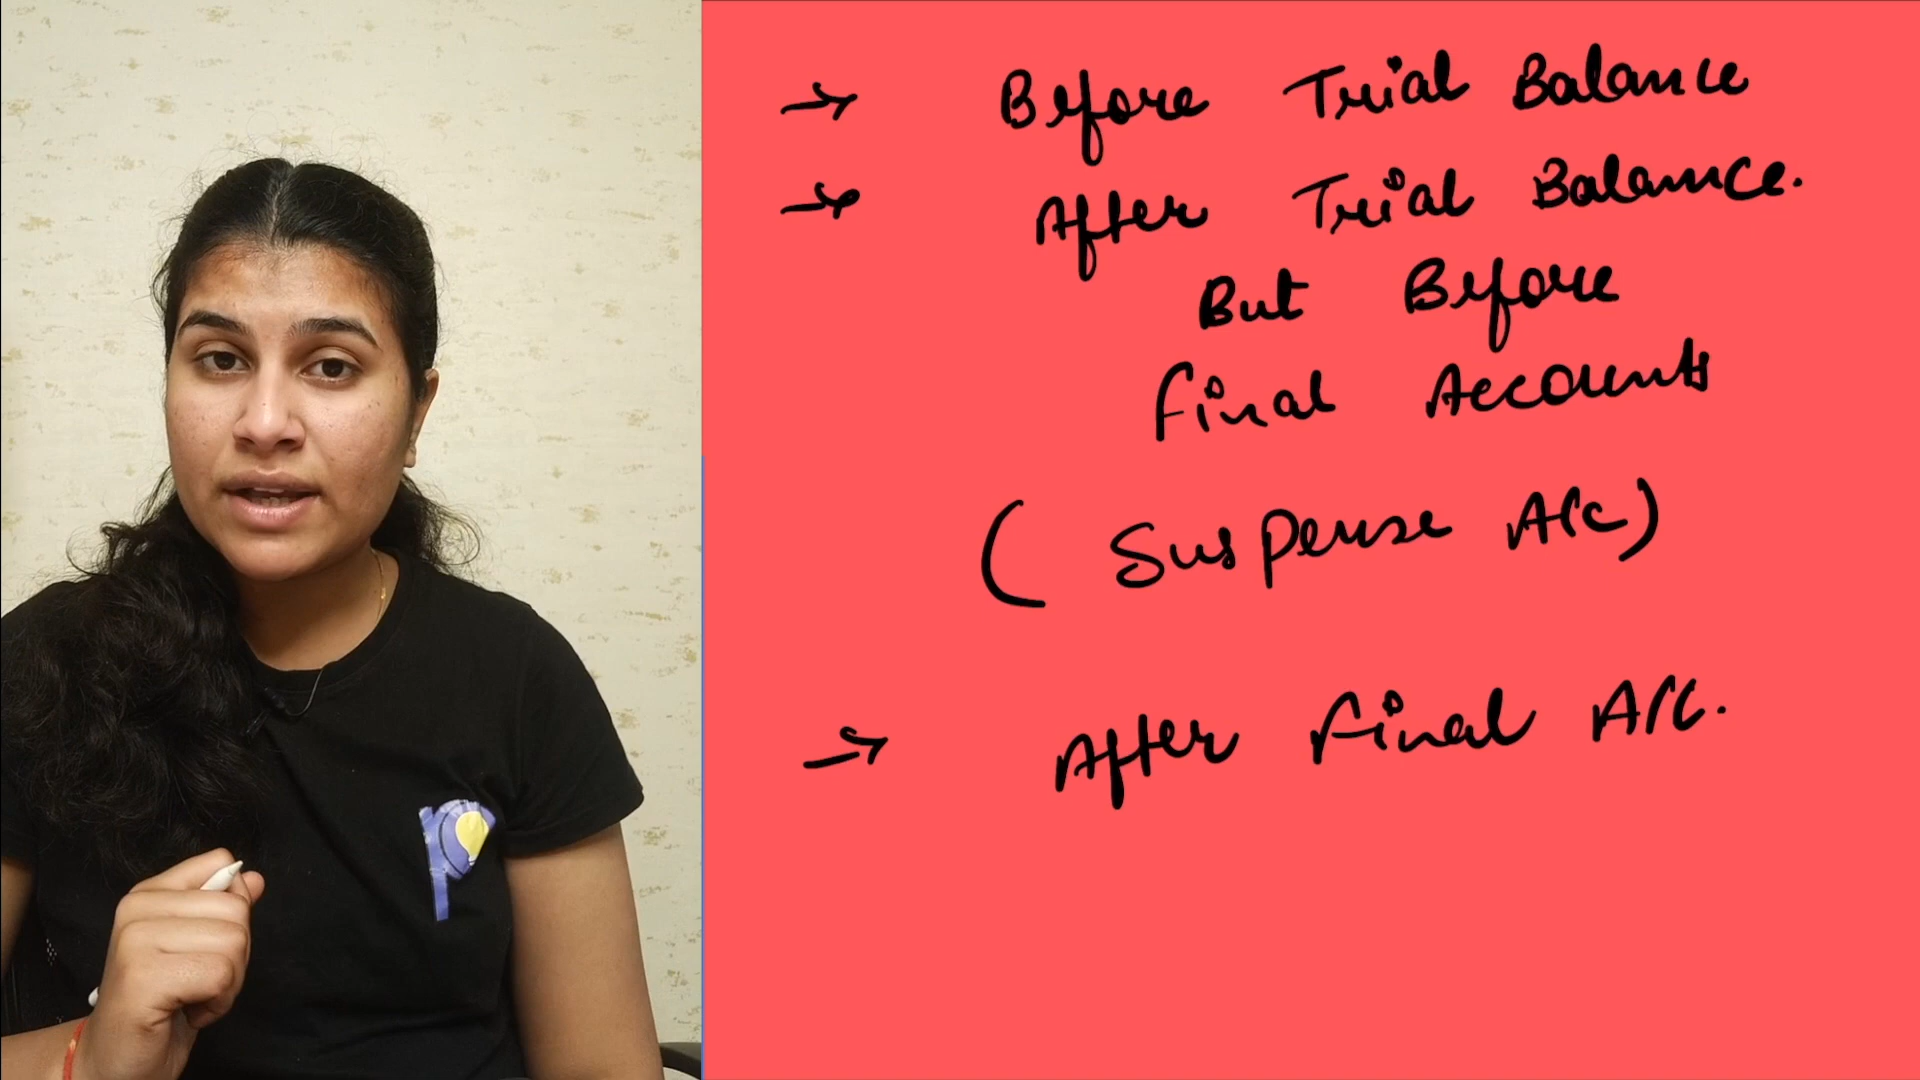 → Before Trial Balance
→ After Trial Balance.
But Before
Final Accounts
(Suspense A/c)
→ After Final A/c.